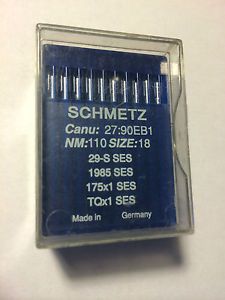 SCHMETZ
Canu: 27:90EB1
NM:110 SIZE:18
29-S SES
1985 SES
175x1 SES
TQx1 SES
Made in Germany